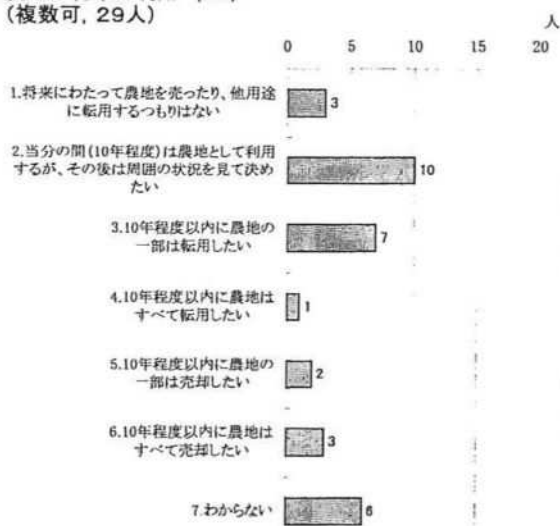 (複数可, 29人)
人
0 5 10 15 20
1.将来にわたって農地を売ったり、他用途
に転用するつもりはない
3
2.当分の間(10年程度)は農地として利用
するが、その後は周囲の状況を見て決め
たい
10
3.10年程度以内に農地の
一部は転用したい
7
4.10年程度以内に農地は
すべて転用したい
1
5.10年程度以内に農地の
一部は売却したい
2
6.10年程度以内に農地は
すべて売却したい
3
7.わからない
6